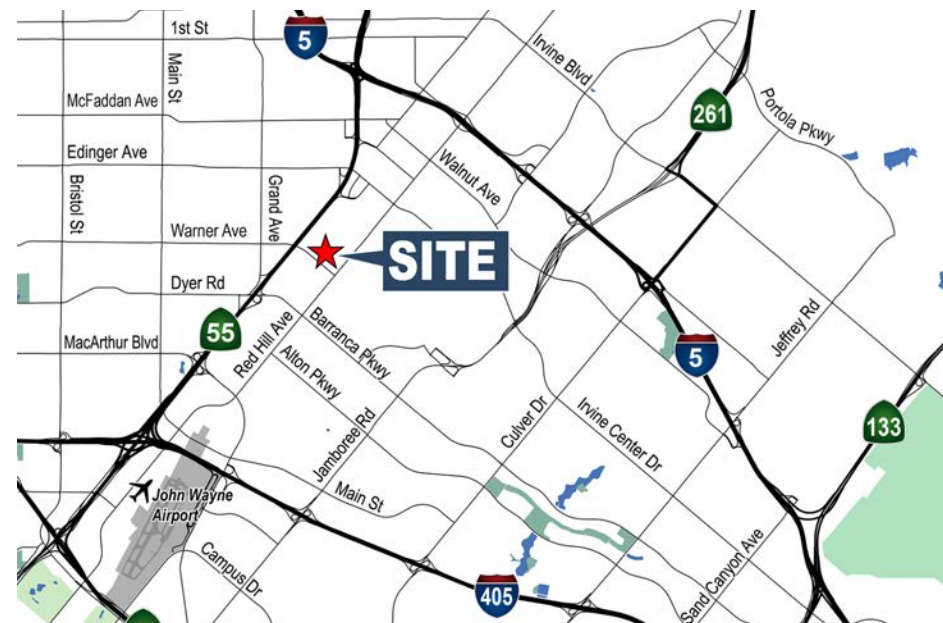 1st St
5
Main St
Irvine Blvd
261
Portola Pkwy
McFaddan Ave
Edinger Ave
Walnut Ave
Bristol St
Grand Ave
Warner Ave
SITE
Dyer Rd
55
Red Hill Ave
Barranca Pkwy
MacArthur Blvd
Alton Pkwy
5
Jeffrey Rd
Jamboree Rd
Culver Dr
Irvine Center Dr
133
John Wayne
Airport
Main St
Campus Dr
405
Sand Canyon Ave